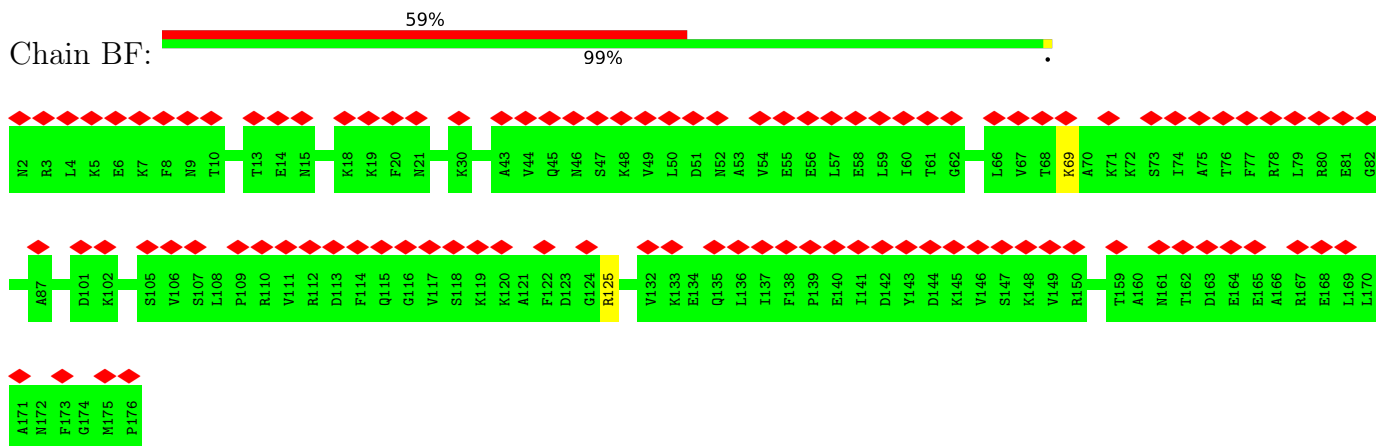 59%
Chain BF:
99%
.
N2 R3 L4 K5 E6 K7 F8 N9 T10 T13 E14 N15 K18 K19 F20 N21 K30 A43 V44 Q45 N46 S47 K48 V49 L50 D51 N52 A53 V54 E55 E56 L57 E58 L59 I60 T61 G62 L66 V67 T68 K69 A70 K71 K72 S73 I74 A75 T76 F77 R78 L79 R80 E81 G82
A87 D101 K102 S105 V106 S107 L108 P109 R110 V111 R112 D113 F114 Q115 G116 V117 S118 K119 K120 A121 F122 D123 G124 R125 V132 K133 E134 Q135 L136 I137 F138 P139 E140 I141 D142 Y143 D144 K145 V146 S147 K148 V149 R150 T159 A160 N161 T162 D163 E164 E165 A166 R167 E168 L169 L170
A171 N172 F173 G174 M175 P176